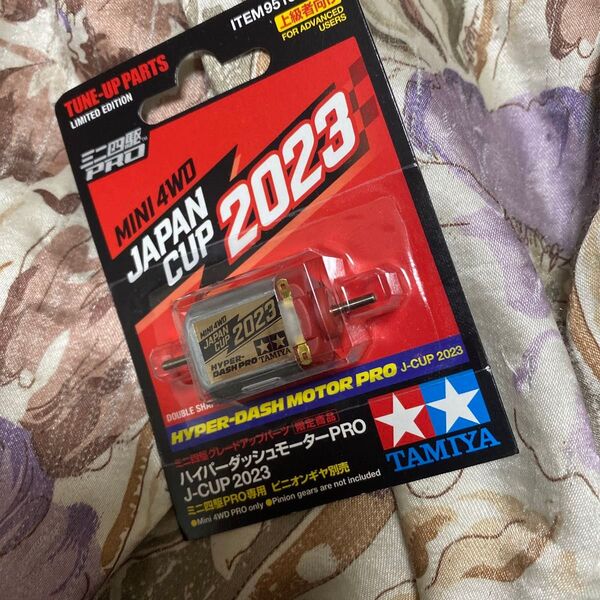 TUNE-UP PARTS
LIMITED EDITION
上級者向け
FOR ADVANCED
USERS
ミニ四駆
PRO
MINI 4WD
JAPAN
CUP
2023
MINI 4WD
JAPAN
CUP
2023
HYPER-
DASH PRO
TAMIYA
HYPER-DASH MOTOR PRO J-CUP 2023
ミニ四駆グレードアップパーツ 限定商品
ハイパーダッシュモーターPRO
J-CUP 2023
ミニ四駆PRO専用 ピニオンギヤ別売
●Mini 4WD PRO only ●Pinion gears are not included
TAMIYA